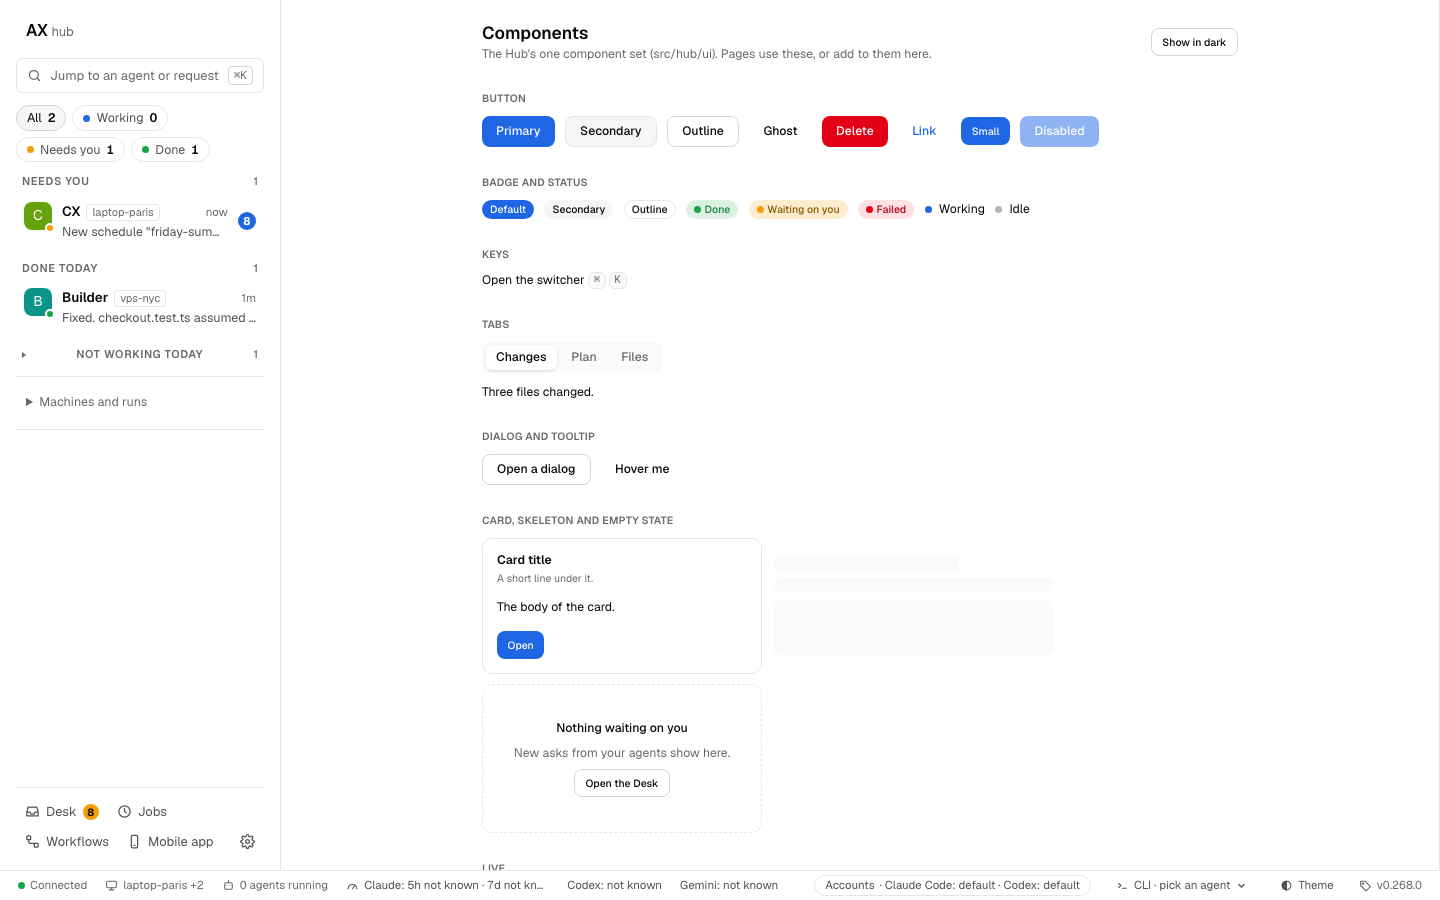 AX hub
Jump to an agent or request ⌘K
All 2
Working 0
Needs you 1
Done 1
NEEDS YOU 1
C
CX laptop-paris now
New schedule "friday-sum… 8
DONE TODAY 1
B
Builder vps-nyc 1m
Fixed. checkout.test.ts assumed …
NOT WORKING TODAY 1
Machines and runs
Desk 8 Jobs
Workflows Mobile app
Components
The Hub's one component set (src/hub/ui). Pages use these, or add to them here.
Show in dark
BUTTON
Primary Secondary Outline Ghost Delete Link Small Disabled
BADGE AND STATUS
Default Secondary Outline Done Waiting on you Failed Working Idle
KEYS
Open the switcher ⌘ K
TABS
Changes Plan Files
Three files changed.
DIALOG AND TOOLTIP
Open a dialog Hover me
CARD, SKELETON AND EMPTY STATE
Card title
A short line under it.
The body of the card.
Open
Nothing waiting on you
New asks from your agents show here.
Open the Desk
LIVE
Connected laptop-paris +2 0 agents running Claude: 5h not known · 7d not kn… Codex: not known Gemini: not known Accounts · Claude Code: default · Codex: default CLI · pick an agent Theme v0.268.0